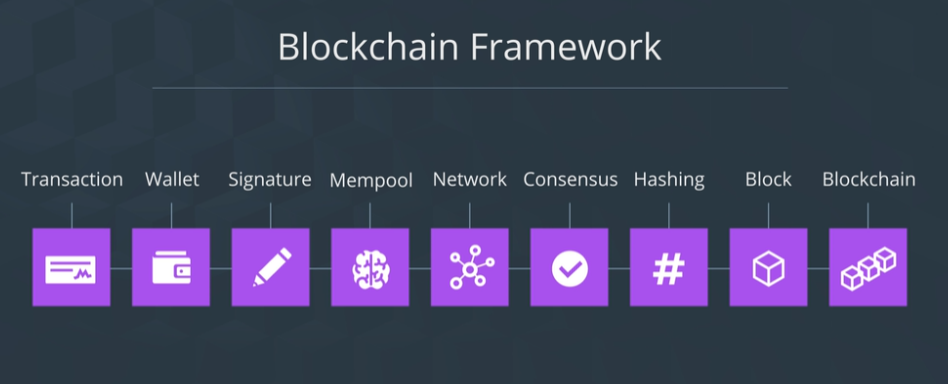 Blockchain Framework
Transaction Wallet Signature Mempool Network Consensus Hashing Block Blockchain
#